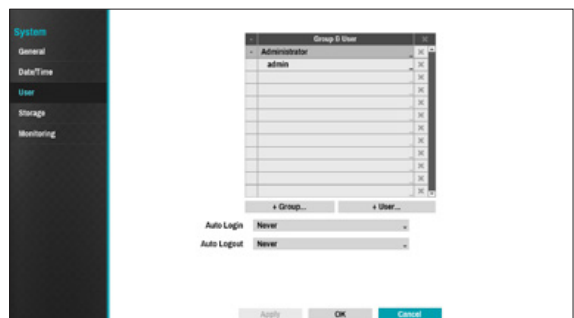 System
General
Date/Time
User
Storage
Monitoring
- Group & User ×
- Administrator ×
admin ×
×
×
×
×
×
×
×
×
×
×
+ Group... + User...
Auto Login Never
Auto Logout Never
Apply OK Cancel